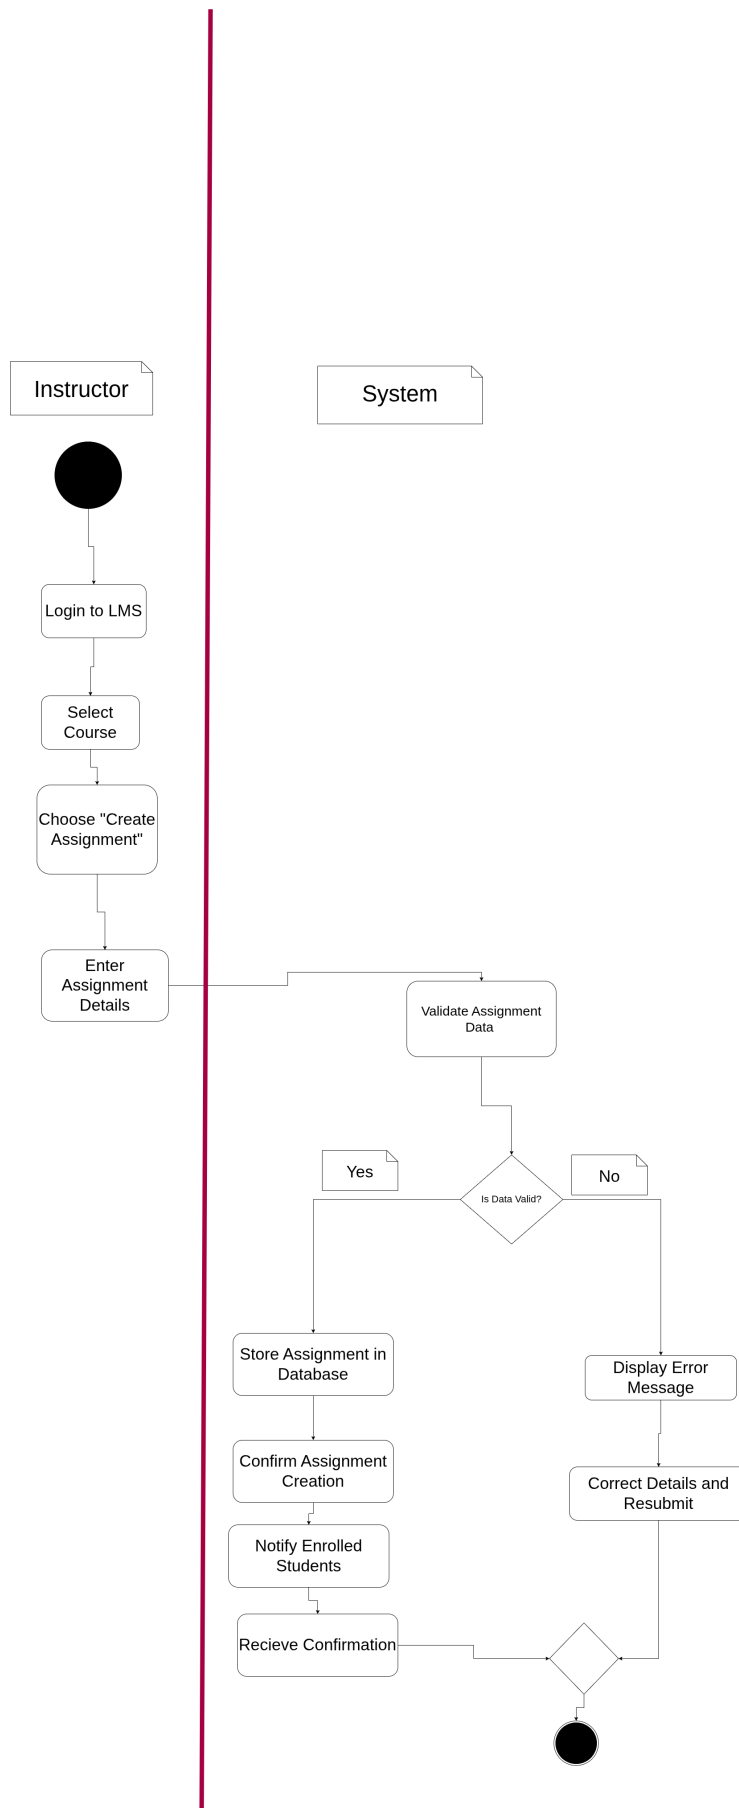 Instructor
System
Login to LMS
Select
Course
Choose "Create
Assignment"
Enter
Assignment
Details
Validate Assignment
Data
Yes
No
Is Data Valid?
Store Assignment in
Database
Display Error
Message
Confirm Assignment
Creation
Correct Details and
Resubmit
Notify Enrolled
Students
Recieve Confirmation